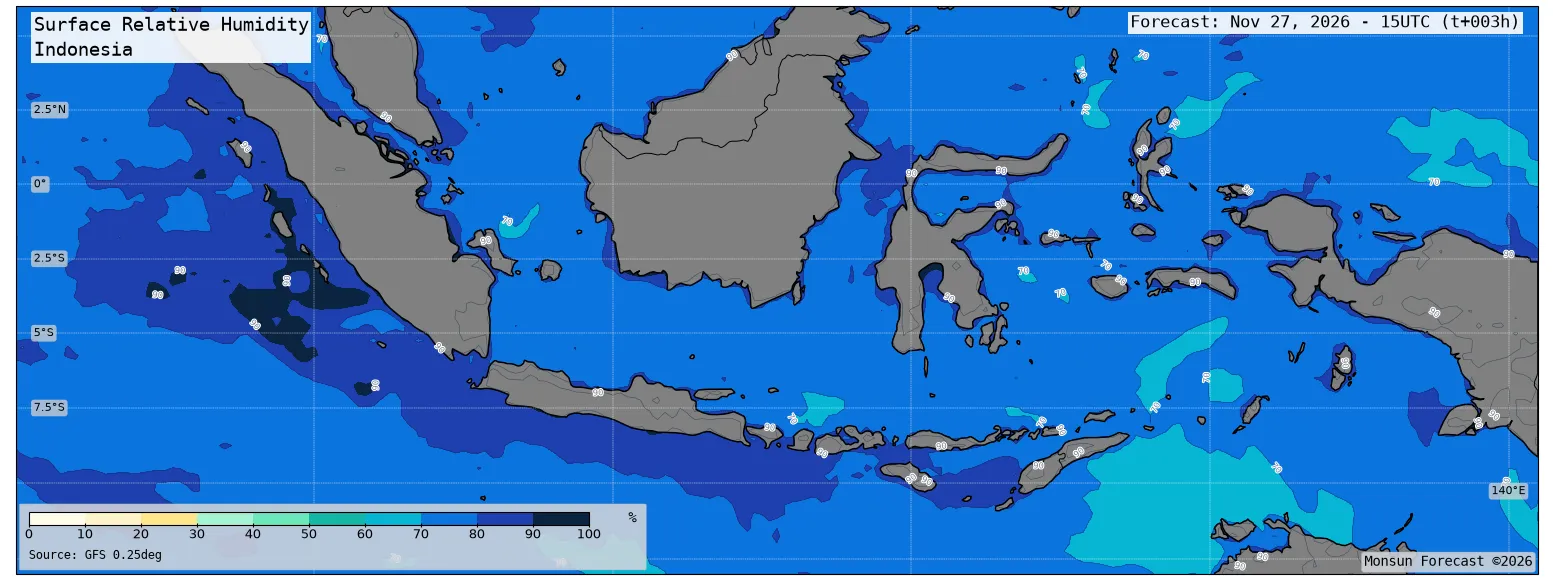 Surface Relative Humidity
Indonesia
Forecast: Nov 27, 2026 - 15UTC (t+003h)
2.5°N
0°
2.5°S
5°S
7.5°S
140°E
0 10 20 30 40 50 60 70 80 90 100 %
Source: GFS 0.25deg
Monsun Forecast ©2026